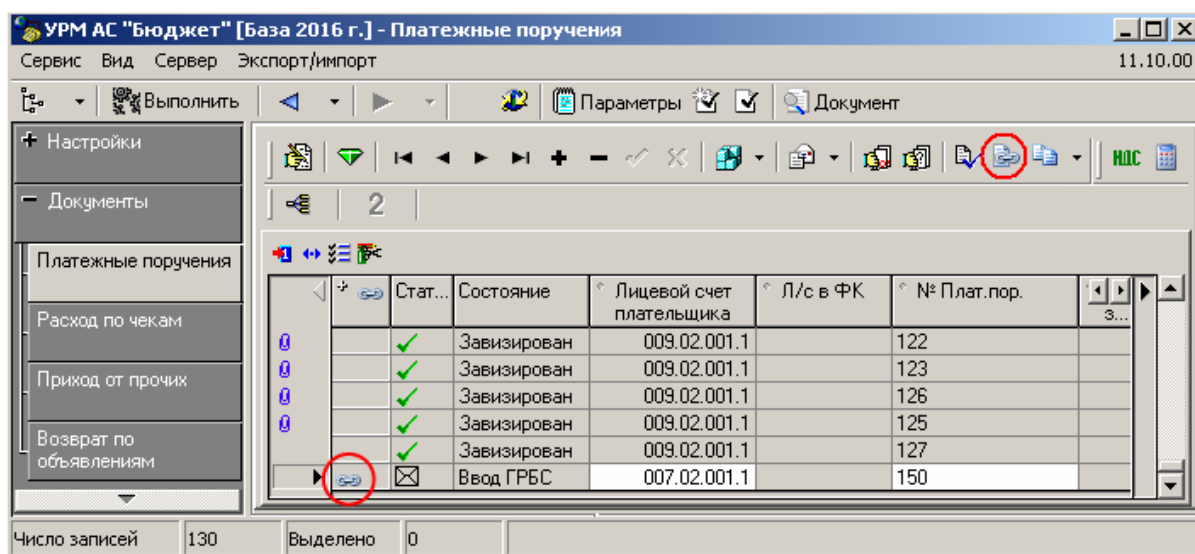 УРМ АС "Бюджет" [База 2016 г.] - Платежные поручения
Сервис Вид Сервер Экспорт/импорт 11.10.00
Выполнить Параметры Документ
Настройки
НДС
Документы
2
Платежные поручения
Стат... Состояние Лицевой счет плательщика Л/с в ФК № Плат.пор. з...
Расход по чекам
Завизирован 009.02.001.1 122
Завизирован 009.02.001.1 123
Приход от прочих
Завизирован 009.02.001.1 126
Завизирован 009.02.001.1 125
Возврат по объявлениям
Завизирован 009.02.001.1 127
Ввод ГРБС 007.02.001.1 150
Число записей 130 Выделено 0